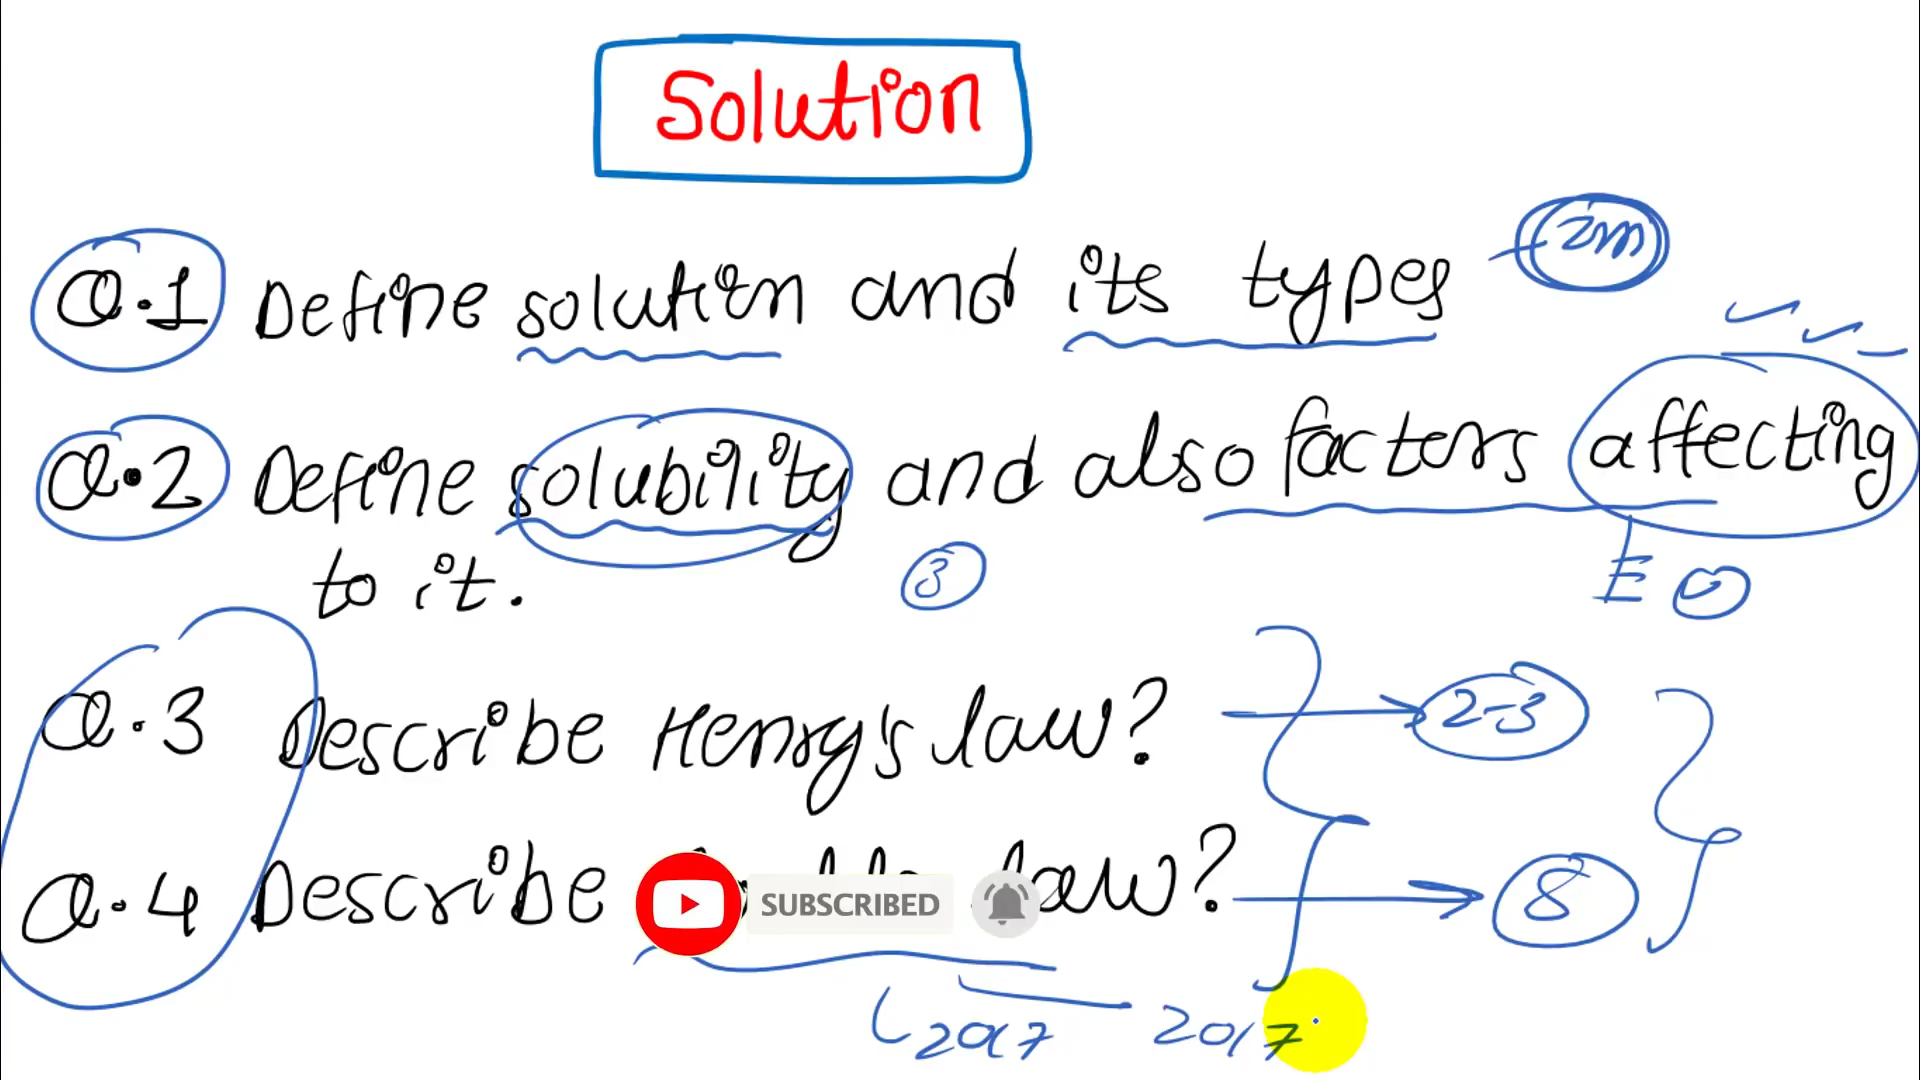 Solution
Q.1 Define solution and its types 2m
Q.2 Define solubility and also factors affecting
to it. 3 E
Q.3 Describe Henry's law? 2-3
Q.4 Describe law? 8
SUBSCRIBED
2017 2017